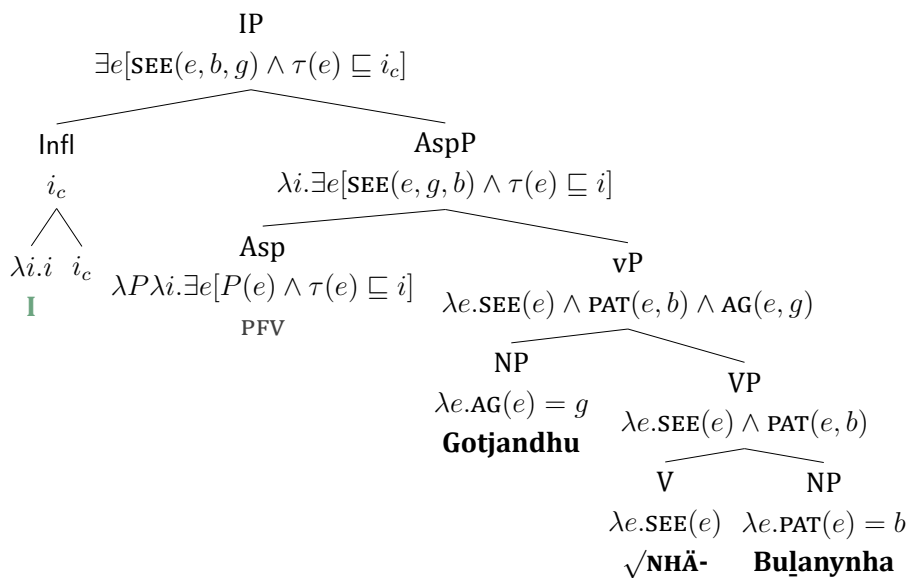 IP
∃e[SEE(e, b, g) ∧ τ(e) ⊑ i_c]
Infl
AspP
i_c
λi.∃e[SEE(e, g, b) ∧ τ(e) ⊑ i]
Asp
vP
λi.i i_c
λPλi.∃e[P(e) ∧ τ(e) ⊑ i]
λe.SEE(e) ∧ PAT(e, b) ∧ AG(e, g)
I
PFV
NP
VP
λe.AG(e) = g
λe.SEE(e) ∧ PAT(e, b)
Gotjandhu
V
NP
λe.SEE(e)
λe.PAT(e) = b
√NHÄ-
Buḻanynha